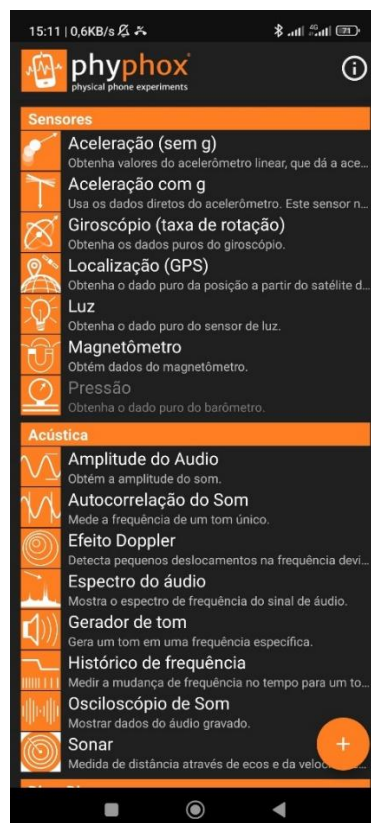 15:11 | 0,6KB/s 4G 71
phyphox
physical phone experiments
Sensores
Aceleração (sem g)
Obtenha valores do acelerômetro linear, que dá a ace...
Aceleração com g
Usa os dados diretos do acelerômetro. Este sensor n...
Giroscópio (taxa de rotação)
Obtenha os dados puros do giroscópio.
Localização (GPS)
Obtenha o dado puro da posição a partir do satélite d...
Luz
Obtenha o dado puro do sensor de luz.
Magnetômetro
Obtém dados do magnetômetro.
Pressão
Obtenha o dado puro do barômetro.
Acústica
Amplitude do Audio
Obtém a amplitude do som.
Autocorrelação do Som
Mede a frequência de um tom único.
Efeito Doppler
Detecta pequenos deslocamentos na frequência devi...
Espectro do áudio
Mostra o espectro de frequência do sinal de áudio.
Gerador de tom
Gera um tom em uma frequência específica.
Histórico de frequência
Medir a mudança de frequência no tempo para um to...
Osciloscópio de Som
Mostrar dados do áudio gravado.
Sonar
Medida de distância através de ecos e da veloc